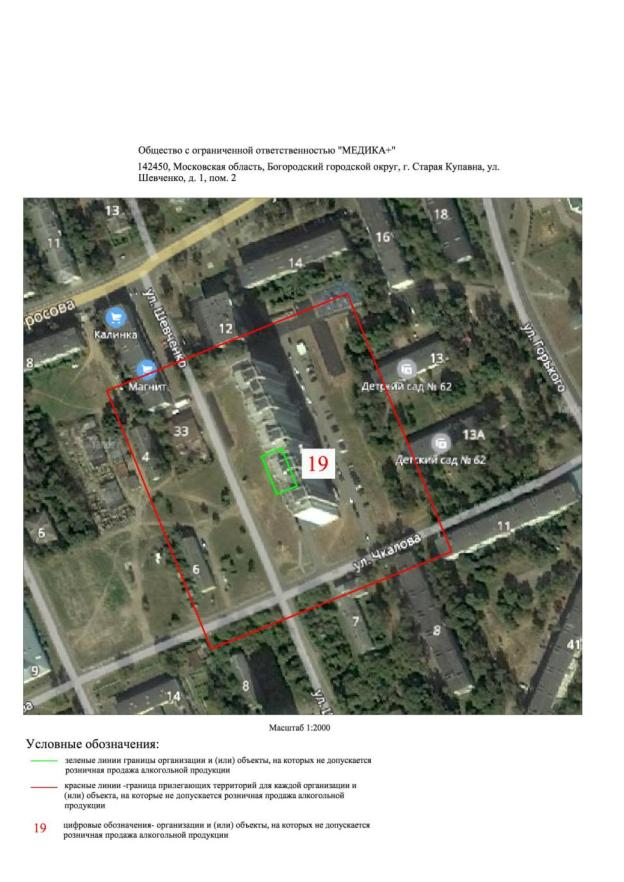 Общество с ограниченной ответственностью "МЕДИКА+"
142450, Московская область, Богородский городской округ, г. Старая Купавна, ул.
Шевченко, д. 1, пом. 2
13
18
11
16
14
росова
ул. Шевченко
12
Калинка
ул. Горького
8
Магнит
13
Детский сад № 62
33
13А
4
19
Детский сад № 62
6
11
ул. Чкалова
6
7
8
41
9
14
8
Масштаб 1:2000
Условные обозначения:
зеленые линии границы организации и (или) объекты, на которых не допускается
розничная продажа алкогольной продукции
красные линии -граница прилегающих территорий для каждой организации и
(или) объекта, на которые не допускается розничная продажа алкогольной
продукции
19
цифровые обозначения- организации и (или) объекты, на которых не допускается
розничная продажа алкогольной продукции